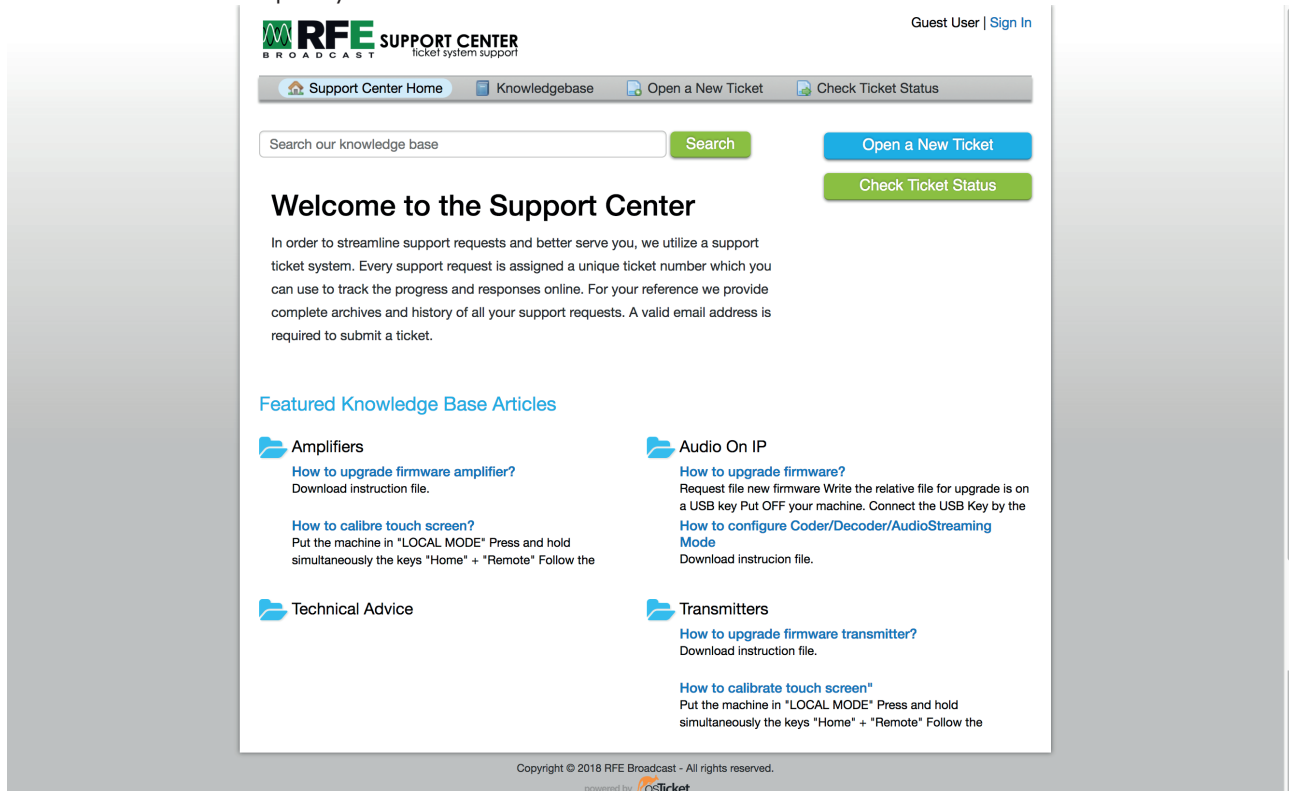 Guest User | Sign In
RFE SUPPORT CENTER
BROADCAST ticket system support
Support Center Home Knowledgebase Open a New Ticket Check Ticket Status
Search our knowledge base Search Open a New Ticket
Check Ticket Status
Welcome to the Support Center
In order to streamline support requests and better serve you, we utilize a support
ticket system. Every support request is assigned a unique ticket number which you
can use to track the progress and responses online. For your reference we provide
complete archives and history of all your support requests. A valid email address is
required to submit a ticket.
Featured Knowledge Base Articles
Amplifiers
How to upgrade firmware amplifier?
Download instruction file.
How to calibre touch screen?
Put the machine in "LOCAL MODE" Press and hold
simultaneously the keys "Home" + "Remote" Follow the
Audio On IP
How to upgrade firmware?
Request file new firmware Write the relative file for upgrade is on
a USB key Put OFF your machine. Connect the USB Key by the
How to configure Coder/Decoder/AudioStreaming
Mode
Download instrucion file.
Technical Advice
Transmitters
How to upgrade firmware transmitter?
Download instruction file.
How to calibrate touch screen"
Put the machine in "LOCAL MODE" Press and hold
simultaneously the keys "Home" + "Remote" Follow the
Copyright © 2018 RFE Broadcast - All rights reserved.
powered by osTicket